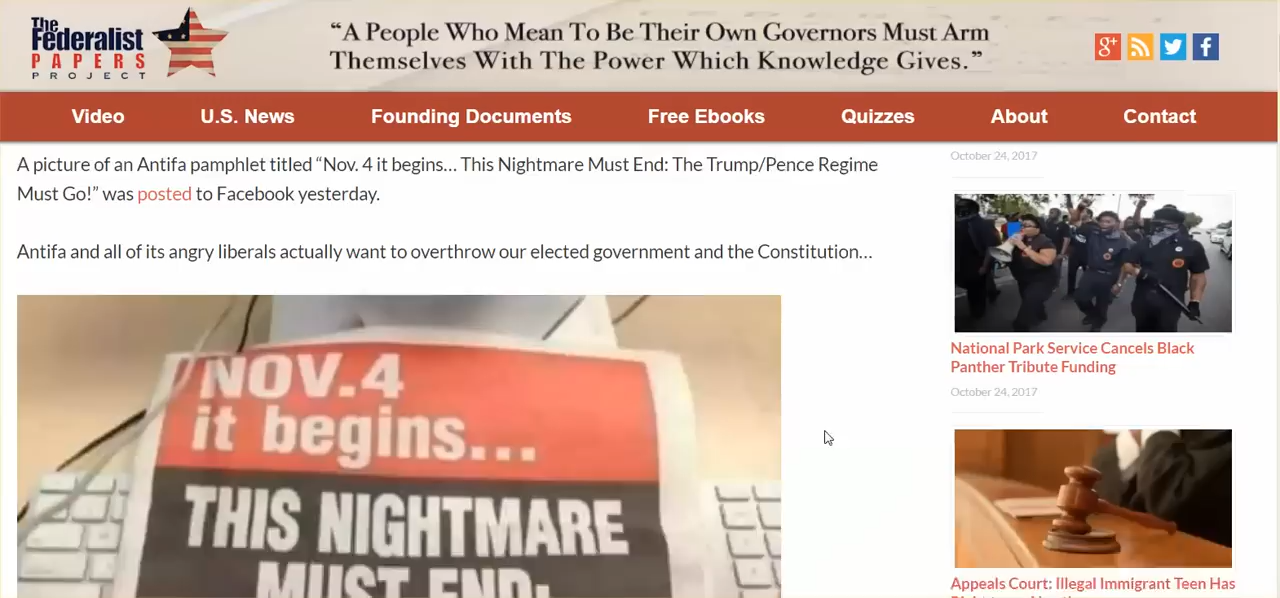 The
Federalist
PAPERS
PROJECT
“A People Who Mean To Be Their Own Governors Must Arm
Themselves With The Power Which Knowledge Gives.”
g+
f
Video
U.S. News
Founding Documents
Free Ebooks
Quizzes
About
Contact
A picture of an Antifa pamphlet titled “Nov. 4 it begins… This Nightmare Must End: The Trump/Pence Regime
Must Go!” was posted to Facebook yesterday.
Antifa and all of its angry liberals actually want to overthrow our elected government and the Constitution…
NOV.4
it begins...
THIS NIGHTMARE
MUST END:
October 24, 2017
National Park Service Cancels Black
Panther Tribute Funding
October 24, 2017
Appeals Court: Illegal Immigrant Teen Has